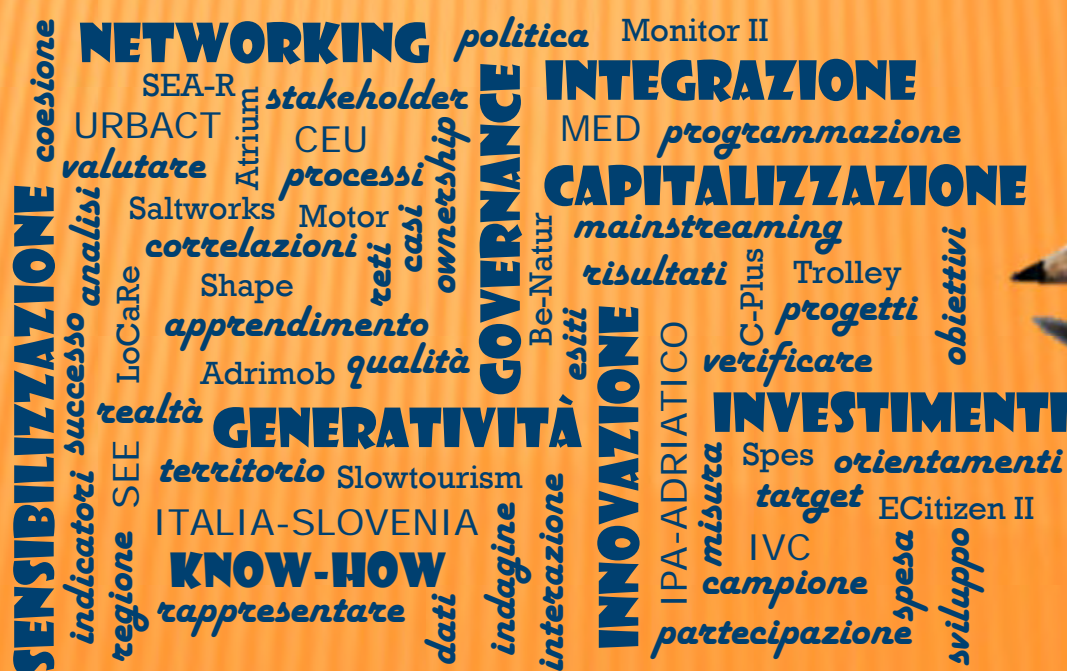 coesione
NETWORKING
politica
Monitor II
SEA-R
Atrium
stakeholder
GOVERNANCE
INTEGRAZIONE
URBACT
CEU
ownership
MED
programmazione
valutare
processi
CAPITALIZZAZIONE
SENSIBILIZZAZIONE
analisi
Saltworks
Motor
casi
mainstreaming
correlazioni
reti
Be-Natur
risultati
C-Plus
Trolley
obiettivi
LoCaRe
Shape
progetti
successo
apprendimento
esiti
INNOVAZIONE
IPA-ADRIATICO
verificare
Adrimob
qualità
realtà
GENERATIVITÀ
INVESTIMENTI
SEE
territorio
Slowtourism
misura
Spes
orientamenti
indicatori
target
ECitizen II
ITALIA-SLOVENIA
indagine
interazione
IVC
regione
KNOW-HOW
campione
spesa
sviluppo
rappresentare
dati
partecipazione